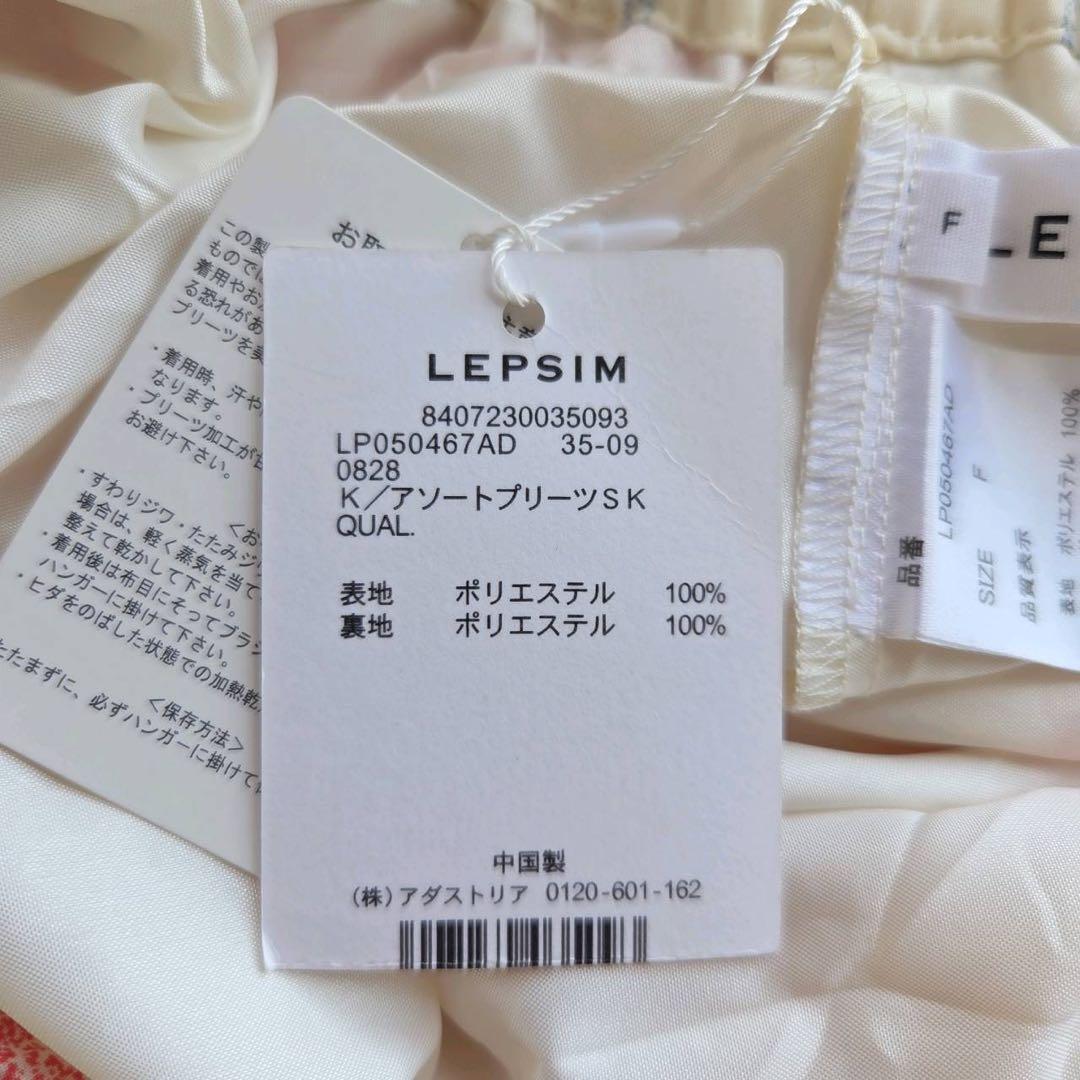 LEPSIM
8407230035093
LP050467AD 35-09
0828
K／アソートプリーツSK
QUAL.
表地 ポリエステル 100%
裏地 ポリエステル 100%
中国製
(株)アダストリア 0120-601-162
この製
ものでは
着用やお
る恐れがあ
プリーツを
・着用時、汗や
なります。
プリーツ加工が
お避け下さい。
＜お
・すわりジワ・たたみジワ
場合は、軽く蒸気を当て
整えて乾かして下さい。
・着用後は布目にそってブラシ
ハンガーに掛けて下さい。
・ヒダをのばした状態での加熱乾
＜保存方法＞
たたまずに、必ずハンガーに掛けて
F
LE
品番 LP050467AD
SIZE F
品質表示
表地 ポリエステル 100%